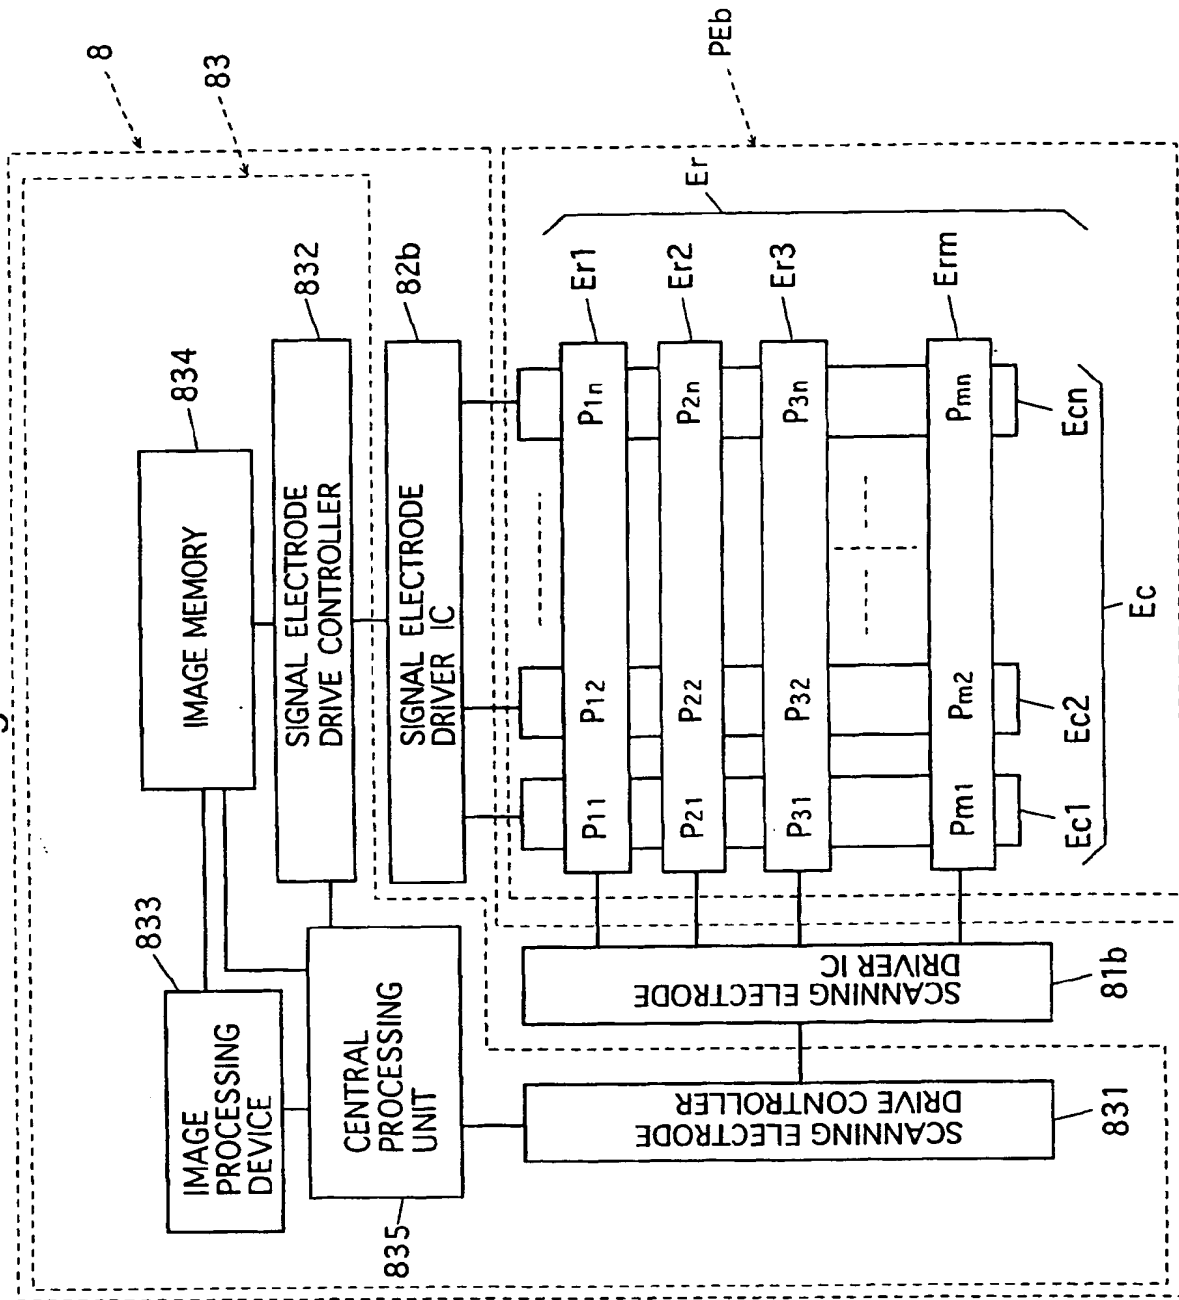 8
83
834
IMAGE MEMORY
833
IMAGE
PROCESSING
DEVICE
832
SIGNAL ELECTRODE
DRIVE CONTROLLER
CENTRAL
PROCESSING
UNIT
835
82b
SIGNAL ELECTRODE
DRIVER IC
PEb
SCANNING ELECTRODE
DRIVE CONTROLLER
831
SCANNING ELECTRODE
DRIVER IC
81b
Er
P11 P12 P1n Er1
P21 P22 P2n Er2
P31 P32 P3n Er3
Pm1 Pm2 Pmn Erm
Ec1 Ec2 Ecn
Ec